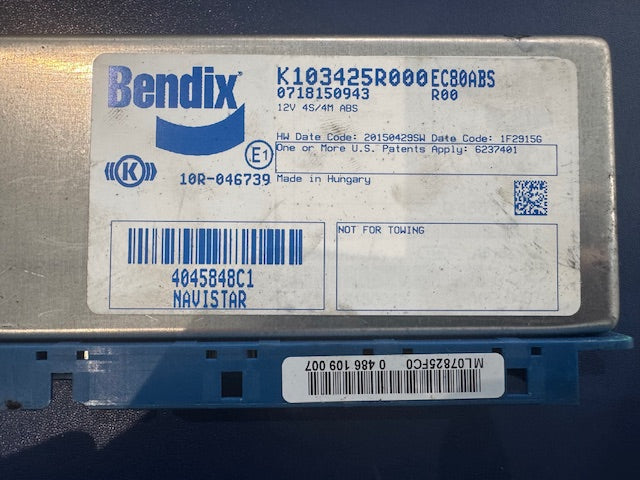 Bendix
K103425R000 EC80ABS
0718150943 R00
12V 4S/4M ABS
HW Date Code: 20150429SW Date Code: 1F2915G
One or More U.S. Patents Apply: 6237401
E1
K
10R-046739
Made in Hungary
NOT FOR TOWING
4045848C1
NAVISTAR
ML07825FC0 0 486 109 007